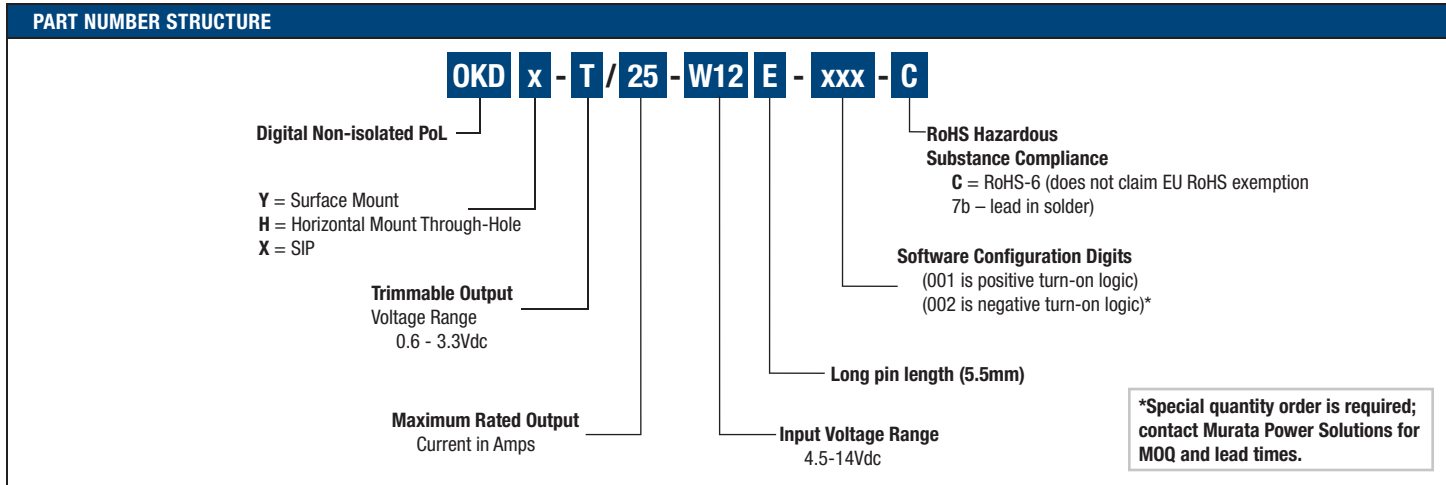 PART NUMBER STRUCTURE
OKD x - T / 25 - W12 E - xxx - C
Digital Non-isolated PoL
Y = Surface Mount
H = Horizontal Mount Through-Hole
X = SIP
Trimmable Output
Voltage Range
0.6 - 3.3Vdc
Maximum Rated Output
Current in Amps
RoHS Hazardous
Substance Compliance
C = RoHS-6 (does not claim EU RoHS exemption
7b – lead in solder)
Software Configuration Digits
(001 is positive turn-on logic)
(002 is negative turn-on logic)*
Long pin length (5.5mm)
Input Voltage Range
4.5-14Vdc
*Special quantity order is required;
contact Murata Power Solutions for
MOQ and lead times.